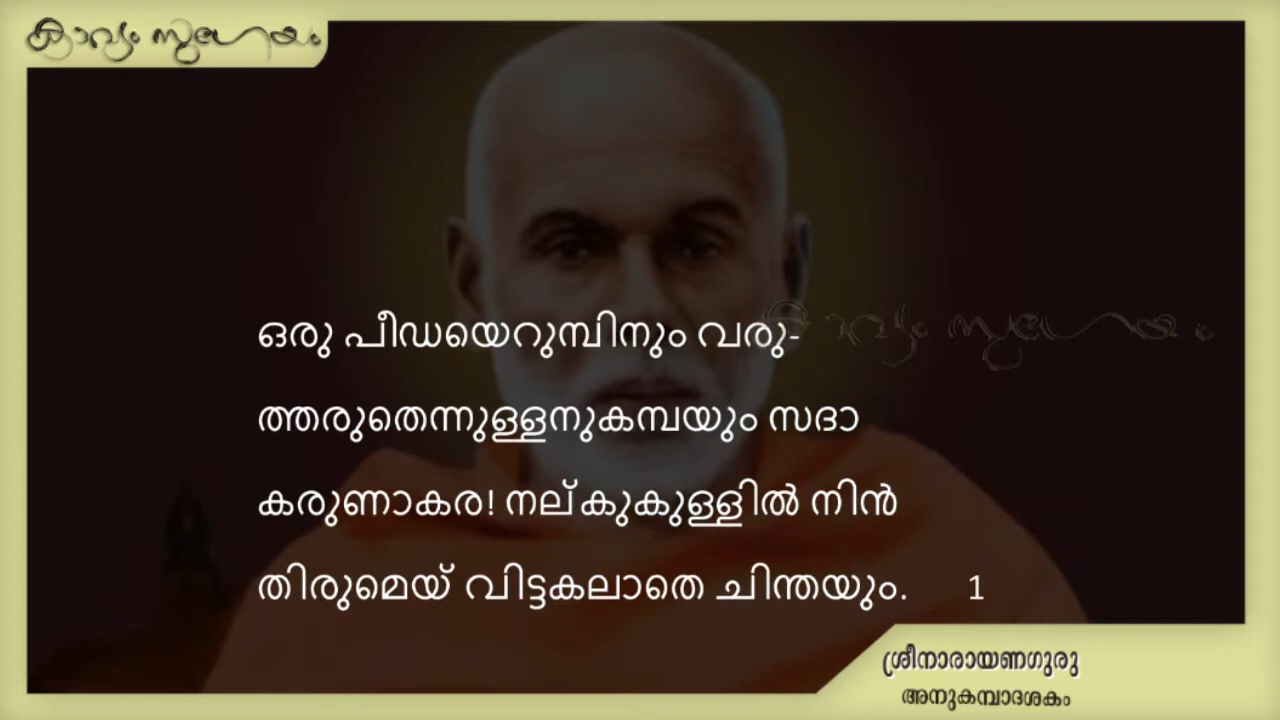 കാവ്യം സുഗേയം
ഒരു പീഡയെറുമ്പിനും വരു-
ത്തരുതെന്നുള്ളനുകമ്പയും സദാ
കരുണാകര! നല്കുകുള്ളിൽ നിൻ
തിരുമെയ് വിട്ടകലാതെ ചിന്തയും. 1
ശ്രീനാരായണഗുരു
അനുകമ്പാദശകം